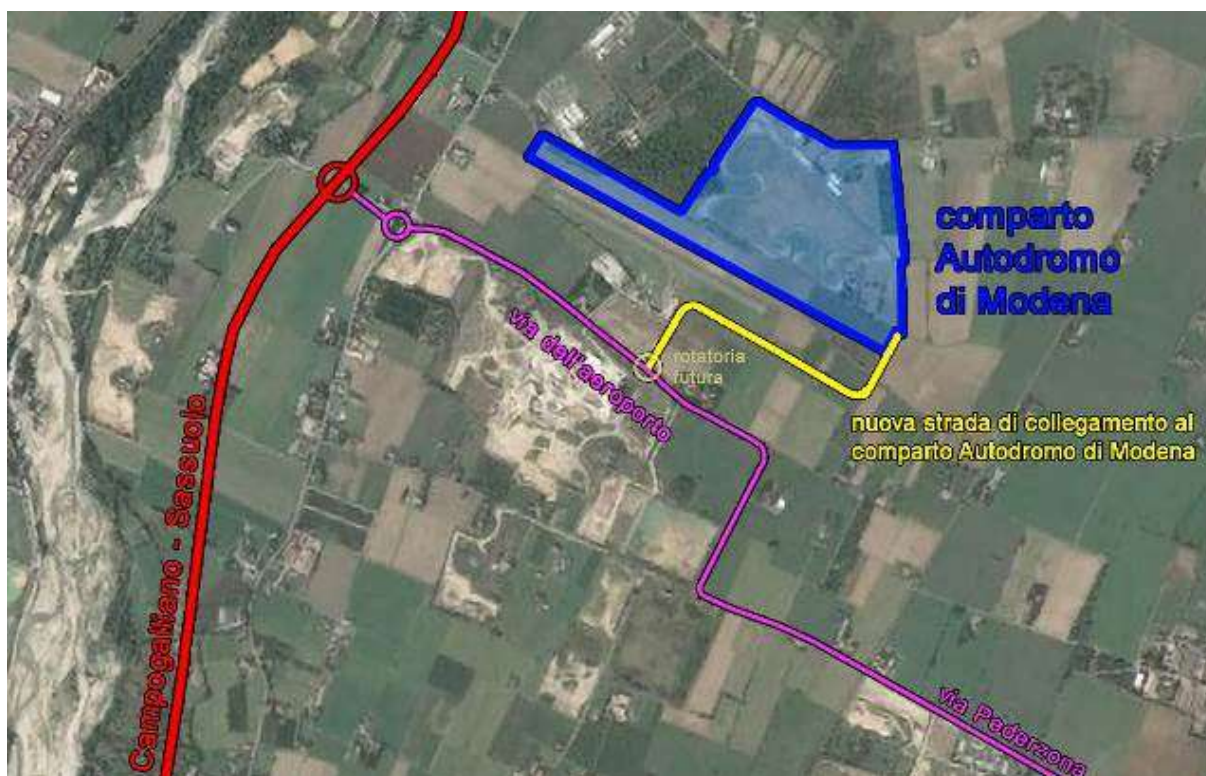 comparto
Autodromo
di Modena
rotatoria
futura
via dell'aeroporto
nuova strada di collegamento al
comparto Autodromo di Modena
Campogalliano - Sassuolo
via Pederzona